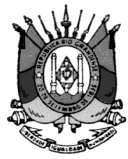 REPUBLICA RIO GRANDENSE
20 DE SETEMBRO DE 1835
LIBERDADE IGUALDADE HUMANIDADE